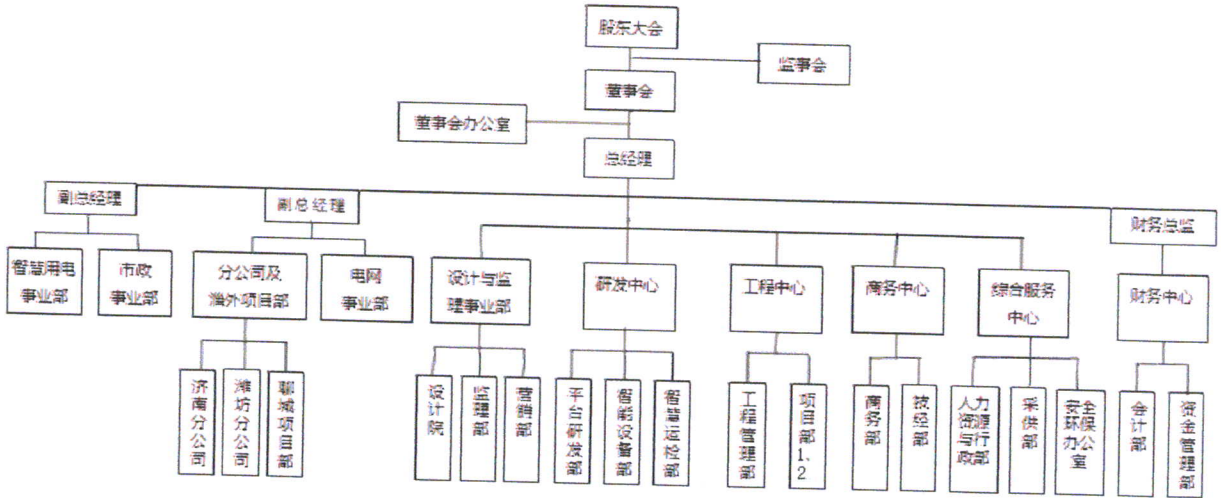 股东大会
监事会
董事会
董事会办公室
总经理
副总经理
副总经理
财务总监
智慧用电
事业部
市政
事业部
分公司及
淄外项目部
电网
事业部
设计与监
理事业部
研发中心
工程中心
商务中心
综合服务
中心
财务中心
济南分公司
潍坊分公司
聊城项目部
设计院
监理部
营销部
平台研发部
智能设备部
智慧运检部
工程管理部
项目部1、2
商务部
技经部
人力
资源
与行
政部
采供部
安全
环保
办公
室
会计部
资金管理部